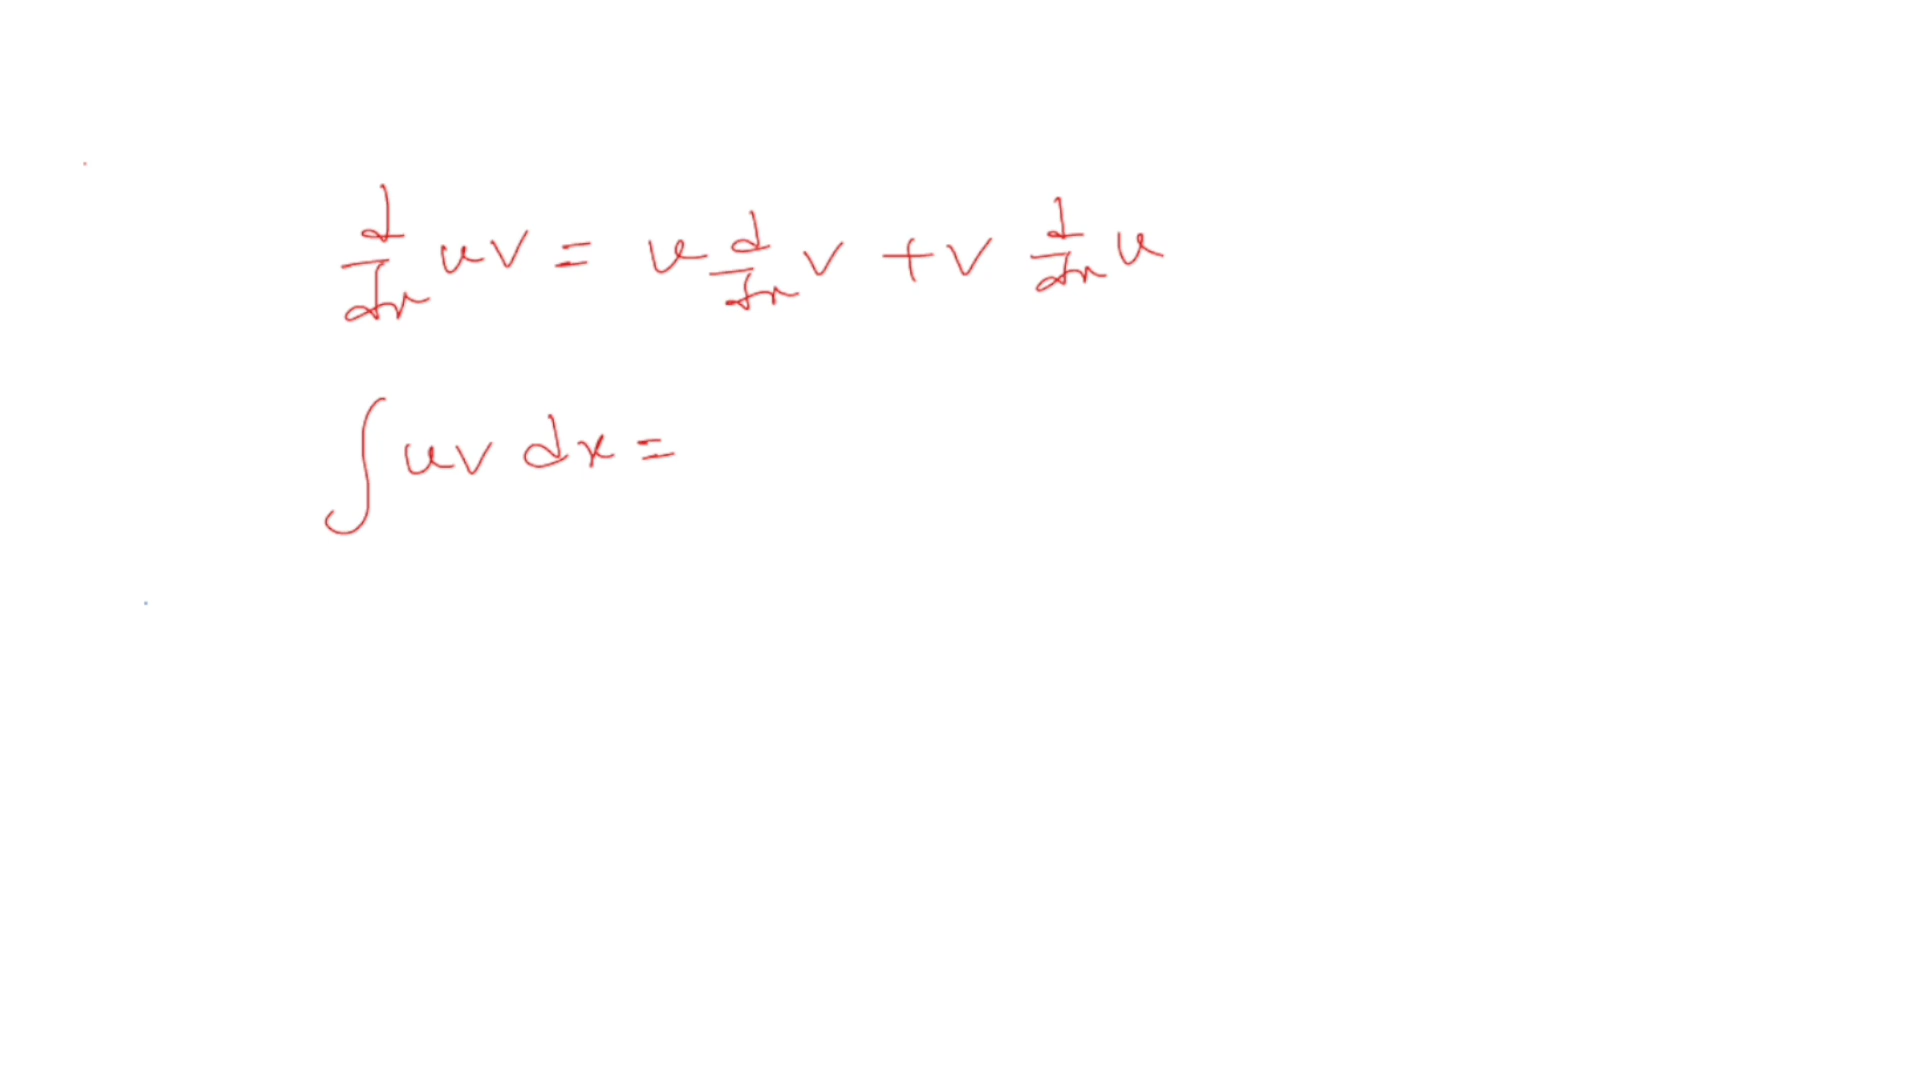 d/dx uv = u d/dx v + v d/dx u
∫ uv dx =